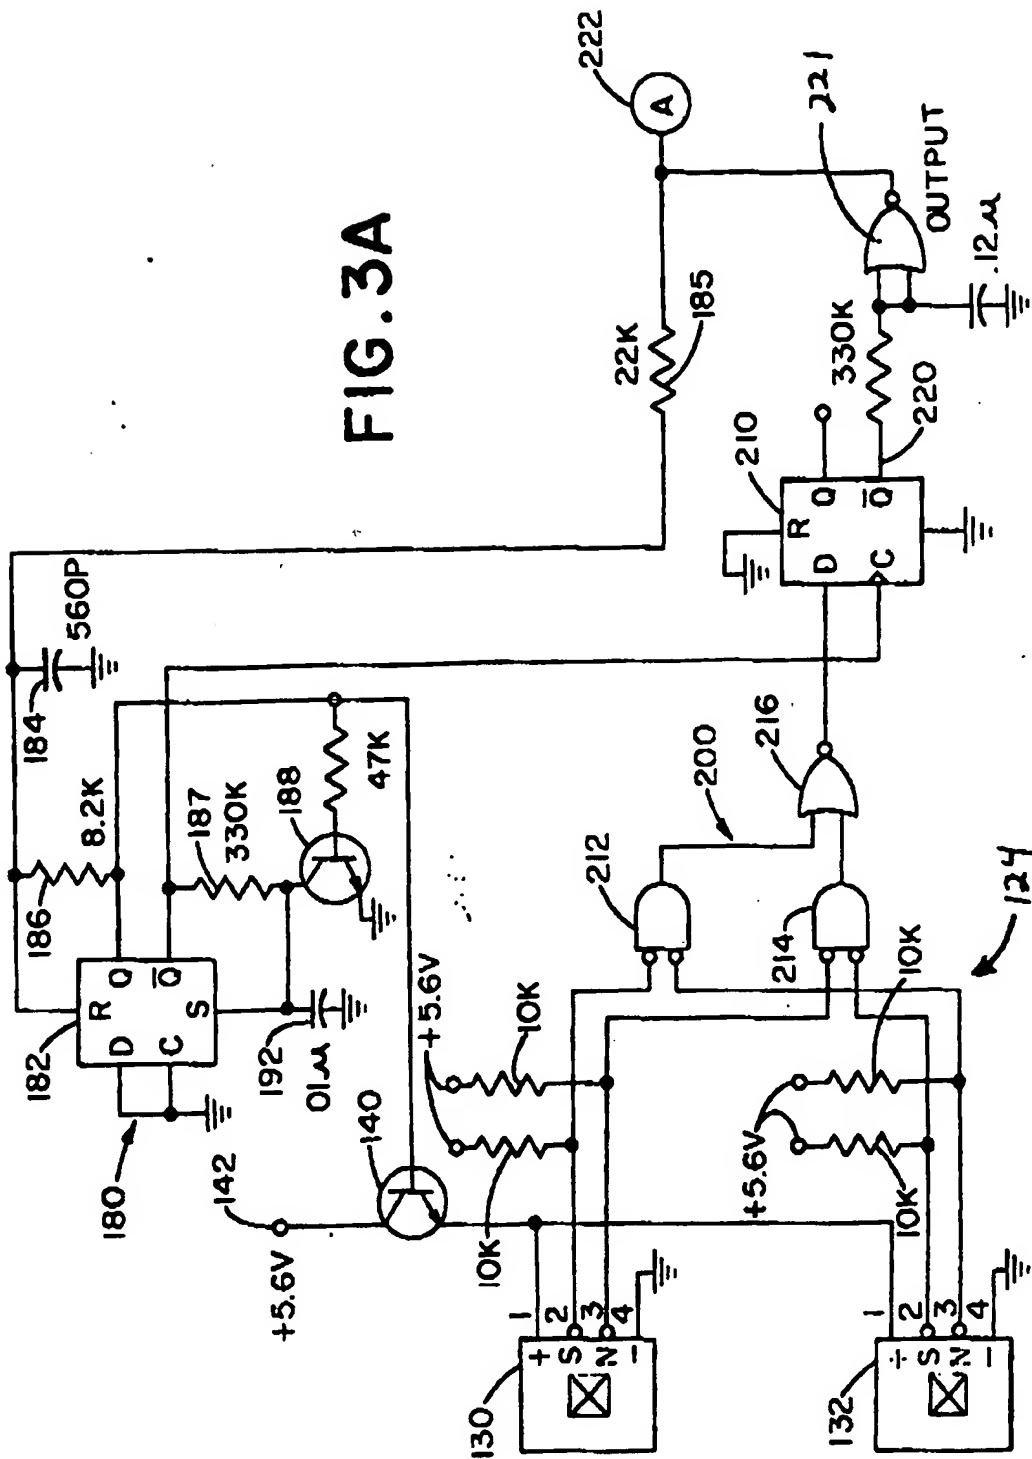 FIG. 3A
222
A
221
OUTPUT
.12μ
22K
185
330K
220
210
R
D
Q
C
Q̅
184
560P
186
8.2K
187
330K
188
47K
182
R
D
Q
C
Q̅
S
192
01μ
180
142
+5.6V
140
+5.6V
10K
10K
200
212
216
214
10K
+5.6V
10K
124
130
+
S
N
−
1
2
3
4
132
÷
S
N
−
1
2
3
4